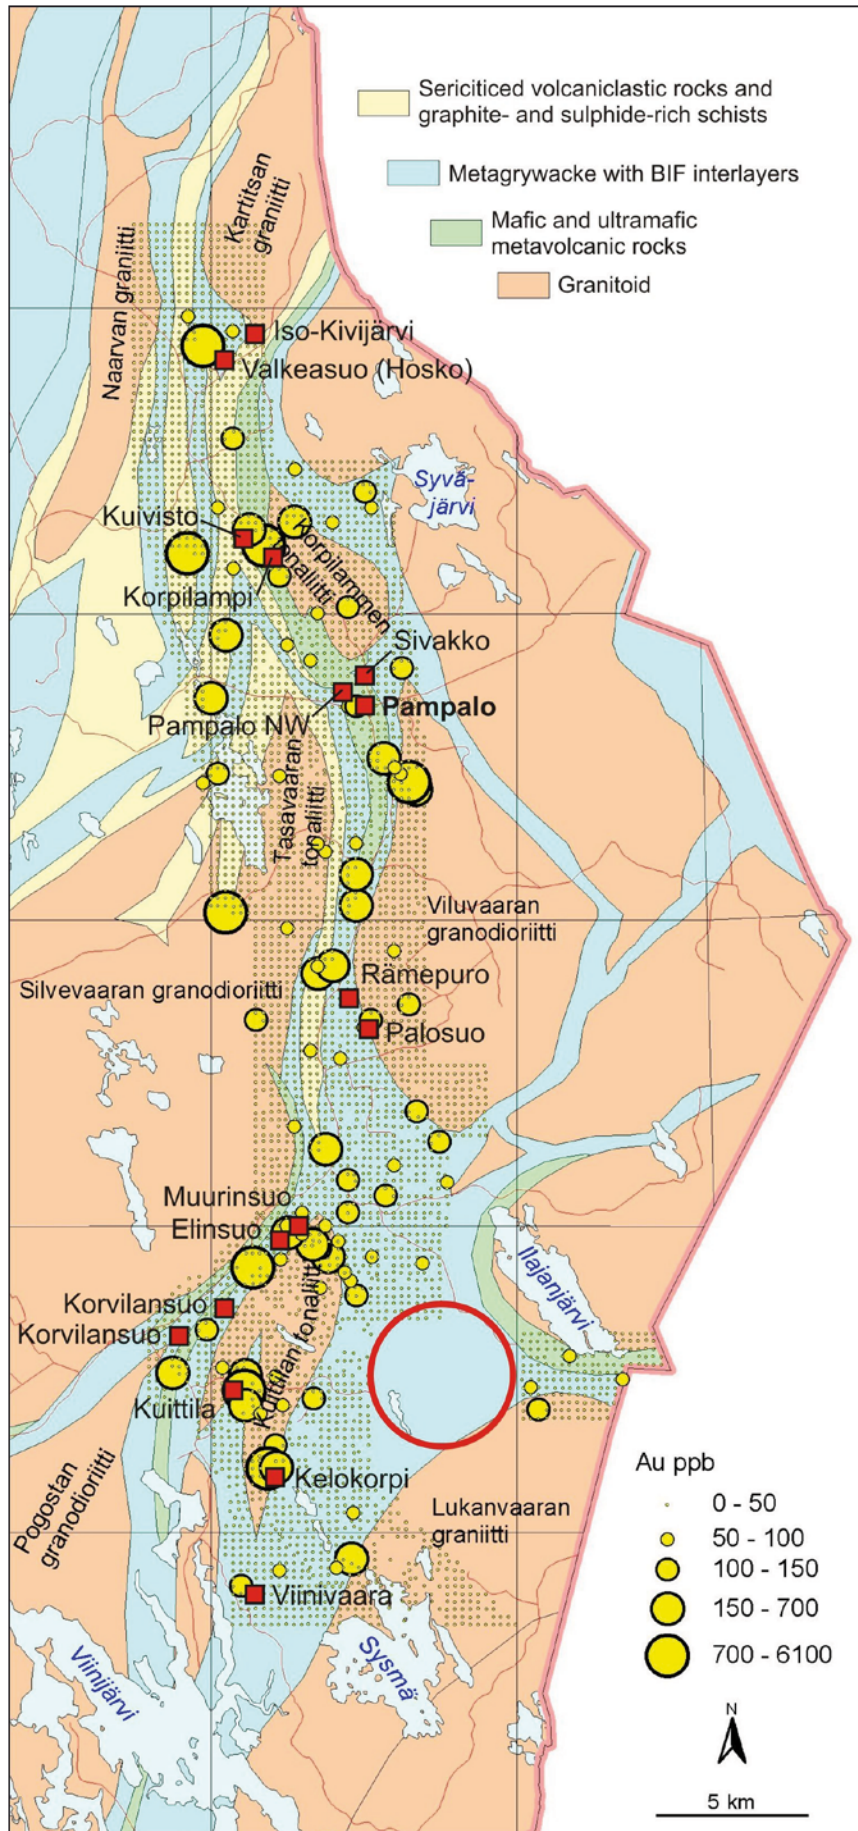 Sericiticed volcaniclastic rocks and
graphite- and sulphide-rich schists
Metagrywacke with BIF interlayers
Mafic and ultramafic
metavolcanic rocks
Granitoid
Kartitsan
graniitti
Naarvan graniitti
Iso-Kivijärvi
Valkeasuo (Hosko)
Syvä-
järvi
Kuivisto
Korpilammen
tonaliitti
Korpilampi
Sivakko
Pampalo
Pampalo NW
Tasavaaran
tonaliitti
Viluvaaran
granodioriitti
Rämepuro
Silvevaaran granodioriitti
Palosuo
Muurinsuo
Elinsuo
Ilajanjärvi
Korvilansuo
Korvilansuo
Kuittilan tonaliitti
Kuittila
Pogostan
granodioriitti
Kelokorpi
Lukanvaaran
graniitti
Viinivaara
Viinijärvi
Sysmä
Au ppb
0 - 50
50 - 100
100 - 150
150 - 700
700 - 6100
N
5 km